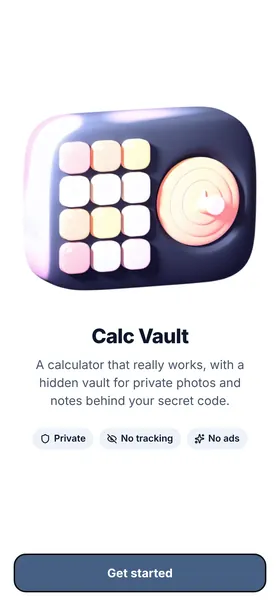 Calc Vault
A calculator that really works, with a
hidden vault for private photos and
notes behind your secret code.
Private
No tracking
No ads
Get started